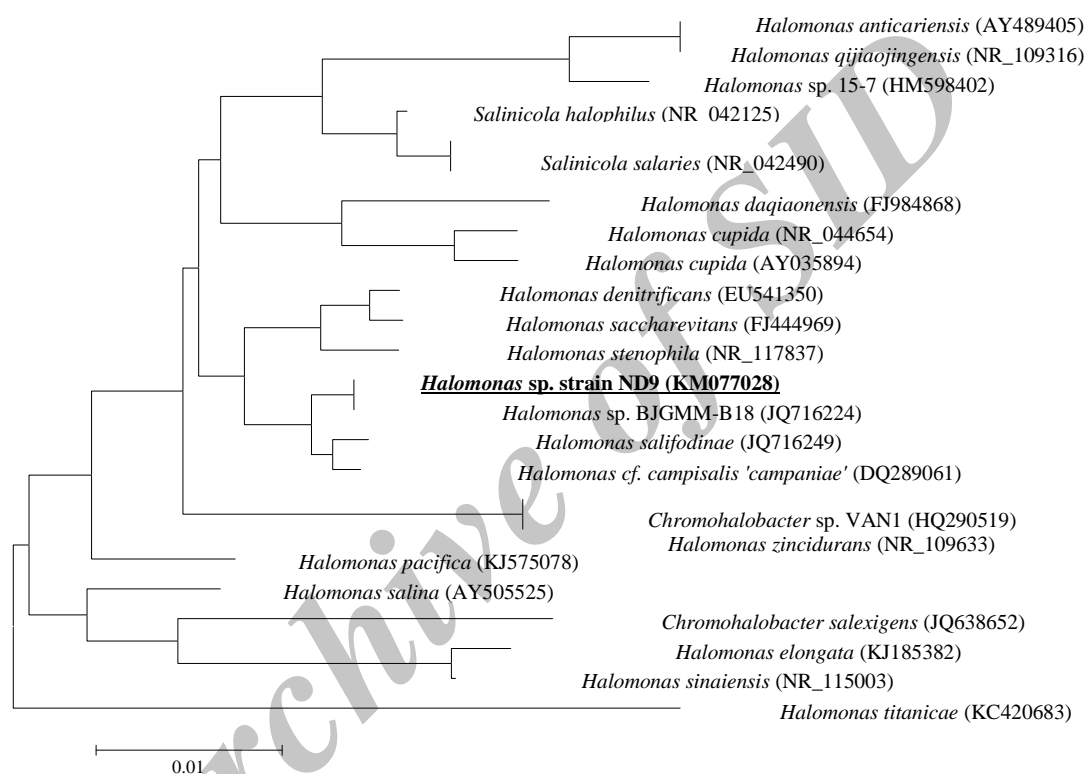 Halomonas anticariensis (AY489405)
Halomonas qijiaojingensis (NR_109316)
Halomonas sp. 15-7 (HM598402)
Salinicola halophilus (NR_042125)
Salinicola salaries (NR_042490)
Halomonas daqiaonensis (FJ984868)
Halomonas cupida (NR_044654)
Halomonas cupida (AY035894)
Halomonas denitrificans (EU541350)
Halomonas saccharevitans (FJ444969)
Halomonas stenophila (NR_117837)
Halomonas sp. strain ND9 (KM077028)
Halomonas sp. BJGMM-B18 (JQ716224)
Halomonas salifodinae (JQ716249)
Halomonas cf. campisalis 'campaniae' (DQ289061)
Chromohalobacter sp. VAN1 (HQ290519)
Halomonas zincidurans (NR_109633)
Halomonas pacifica (KJ575078)
Halomonas salina (AY505525)
Chromohalobacter salexigens (JQ638652)
Halomonas elongata (KJ185382)
Halomonas sinaiensis (NR_115003)
Halomonas titanicae (KC420683)
0.01
rchive of SID